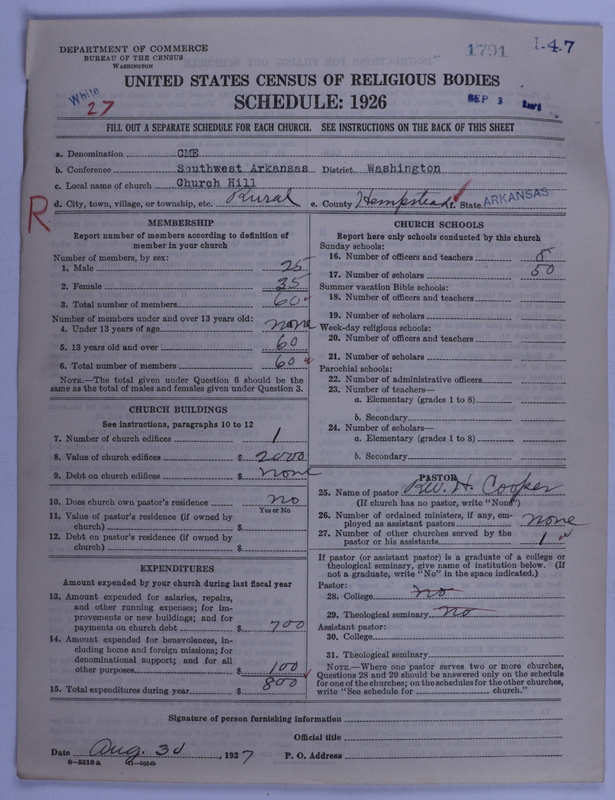 DEPARTMENT OF COMMERCE
BUREAU OF THE CENSUS
WASHINGTON
1791
1-47
UNITED STATES CENSUS OF RELIGIOUS BODIES
White
27
SCHEDULE: 1926
SEP 3
FILL OUT A SEPARATE SCHEDULE FOR EACH CHURCH. SEE INSTRUCTIONS ON THE BACK OF THIS SHEET
a. Denomination CME
b. Conference Southwest Arkansas District Washington
c. Local name of church Church Hill
d. City, town, village, or township, etc. Rural e. County Hempstead f. State ARKANSAS
R
MEMBERSHIP
Report number of members according to definition of
member in your church
Number of members, by sex:
1. Male 25
2. Female 35
3. Total number of members 60
Number of members under and over 13 years old:
4. Under 13 years of age none
5. 13 years old and over 60
6. Total number of members 60
NOTE.—The total given under Question 6 should be the
same as the total of males and females given under Question 3.
CHURCH BUILDINGS
See instructions, paragraphs 10 to 12
7. Number of church edifices 1
8. Value of church edifices $ 2000
9. Debt on church edifices $ none
10. Does church own pastor's residence no
Yes or No
11. Value of pastor's residence (if owned by
church) $
12. Debt on pastor's residence (if owned by
church) $
EXPENDITURES
Amount expended by your church during last fiscal year
13. Amount expended for salaries, repairs,
and other running expenses; for im-
provements or new buildings; and for
payments on church debt $ 700
14. Amount expended for benevolences, in-
cluding home and foreign missions; for
denominational support; and for all
other purposes $ 100
15. Total expenditures during year $ 800
CHURCH SCHOOLS
Report here only schools conducted by this church
Sunday schools:
16. Number of officers and teachers 8
17. Number of scholars 50
Summer vacation Bible schools:
18. Number of officers and teachers
19. Number of scholars
Week-day religious schools:
20. Number of officers and teachers
21. Number of scholars
Parochial schools:
22. Number of administrative officers
23. Number of teachers—
a. Elementary (grades 1 to 8)
b. Secondary
24. Number of scholars—
a. Elementary (grades 1 to 8)
b. Secondary
PASTOR
25. Name of pastor Rev. H. Cooper
(If church has no pastor, write "None")
26. Number of ordained ministers, if any, em-
ployed as assistant pastors none
27. Number of other churches served by the
pastor or his assistants 1
If pastor (or assistant pastor) is a graduate of a college or
theological seminary, give name of institution below. (If
not a graduate, write "No" in the space indicated.)
Pastor:
28. College no
29. Theological seminary no
Assistant pastor:
30. College
31. Theological seminary
NOTE.—Where one pastor serves two or more churches,
Questions 28 and 29 should be answered only on the schedule
for one of the churches; on the schedules for the other churches,
write "See schedule for church."
Signature of person furnishing information
Official title
Date Aug. 30, 1927 P. O. Address
8-5518a